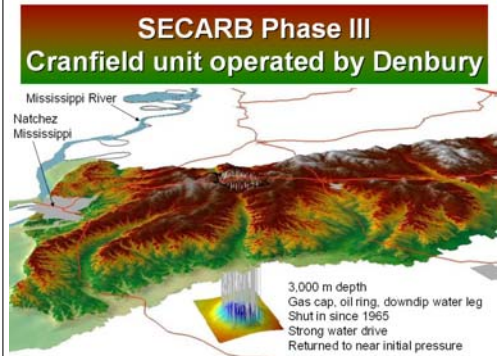 SECARB Phase III
Cranfield unit operated by Denbury
Mississippi River
Natchez
Mississippi
3,000 m depth
Gas cap, oil ring, downdip water leg
Shut in since 1965
Strong water drive
Returned to near initial pressure